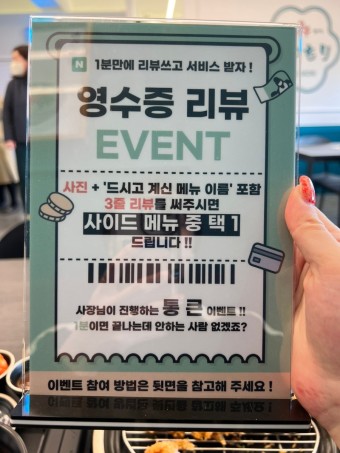 N 1분만에 리뷰쓰고 서비스 받자 !
영수증 리뷰
EVENT
사진 + '드시고 계신 메뉴 이름' 포함
3줄 리뷰를 써주시면
사이드 메뉴 중 택 1
드립니다 !!
사장님이 진행하는 통 큰 이벤트 !!
1분이면 끝나는데 안하는 사람 없겠죠?
이벤트 참여 방법은 뒷면을 참고해 주세요 !